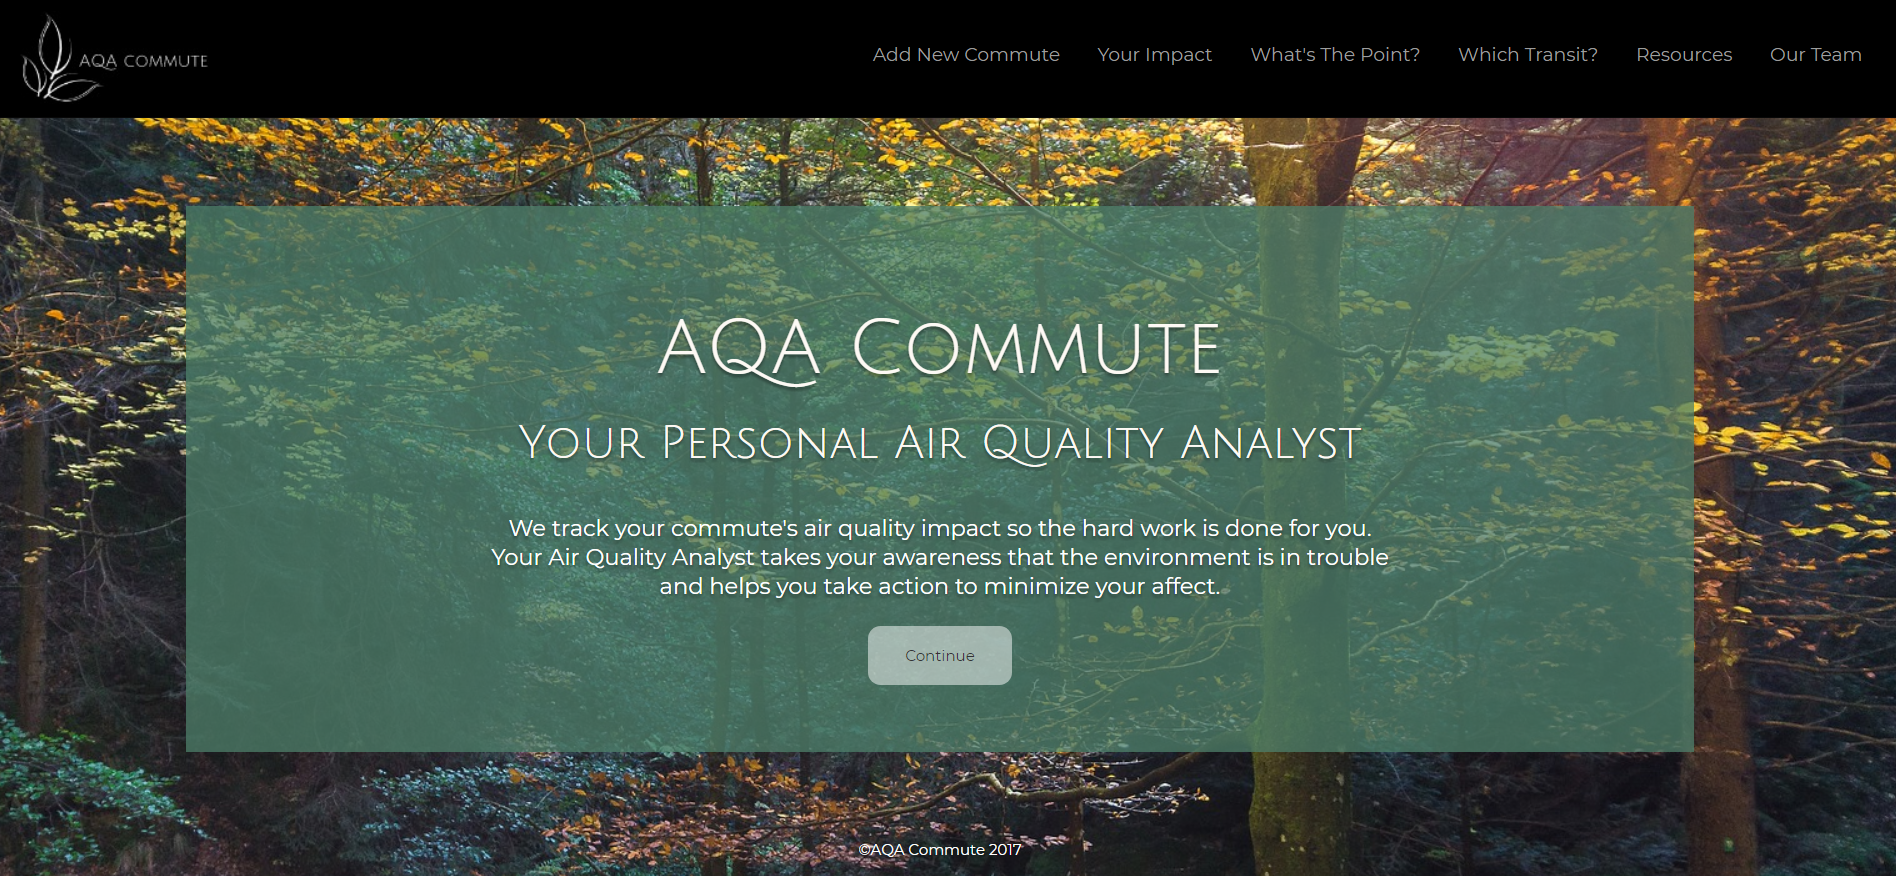 AQA COMMUTE
Add New Commute Your Impact What's The Point? Which Transit? Resources Our Team
AQA Commute
Your Personal Air Quality Analyst
We track your commute's air quality impact so the hard work is done for you.
Your Air Quality Analyst takes your awareness that the environment is in trouble
and helps you take action to minimize your affect.
Continue
©AQA Commute 2017